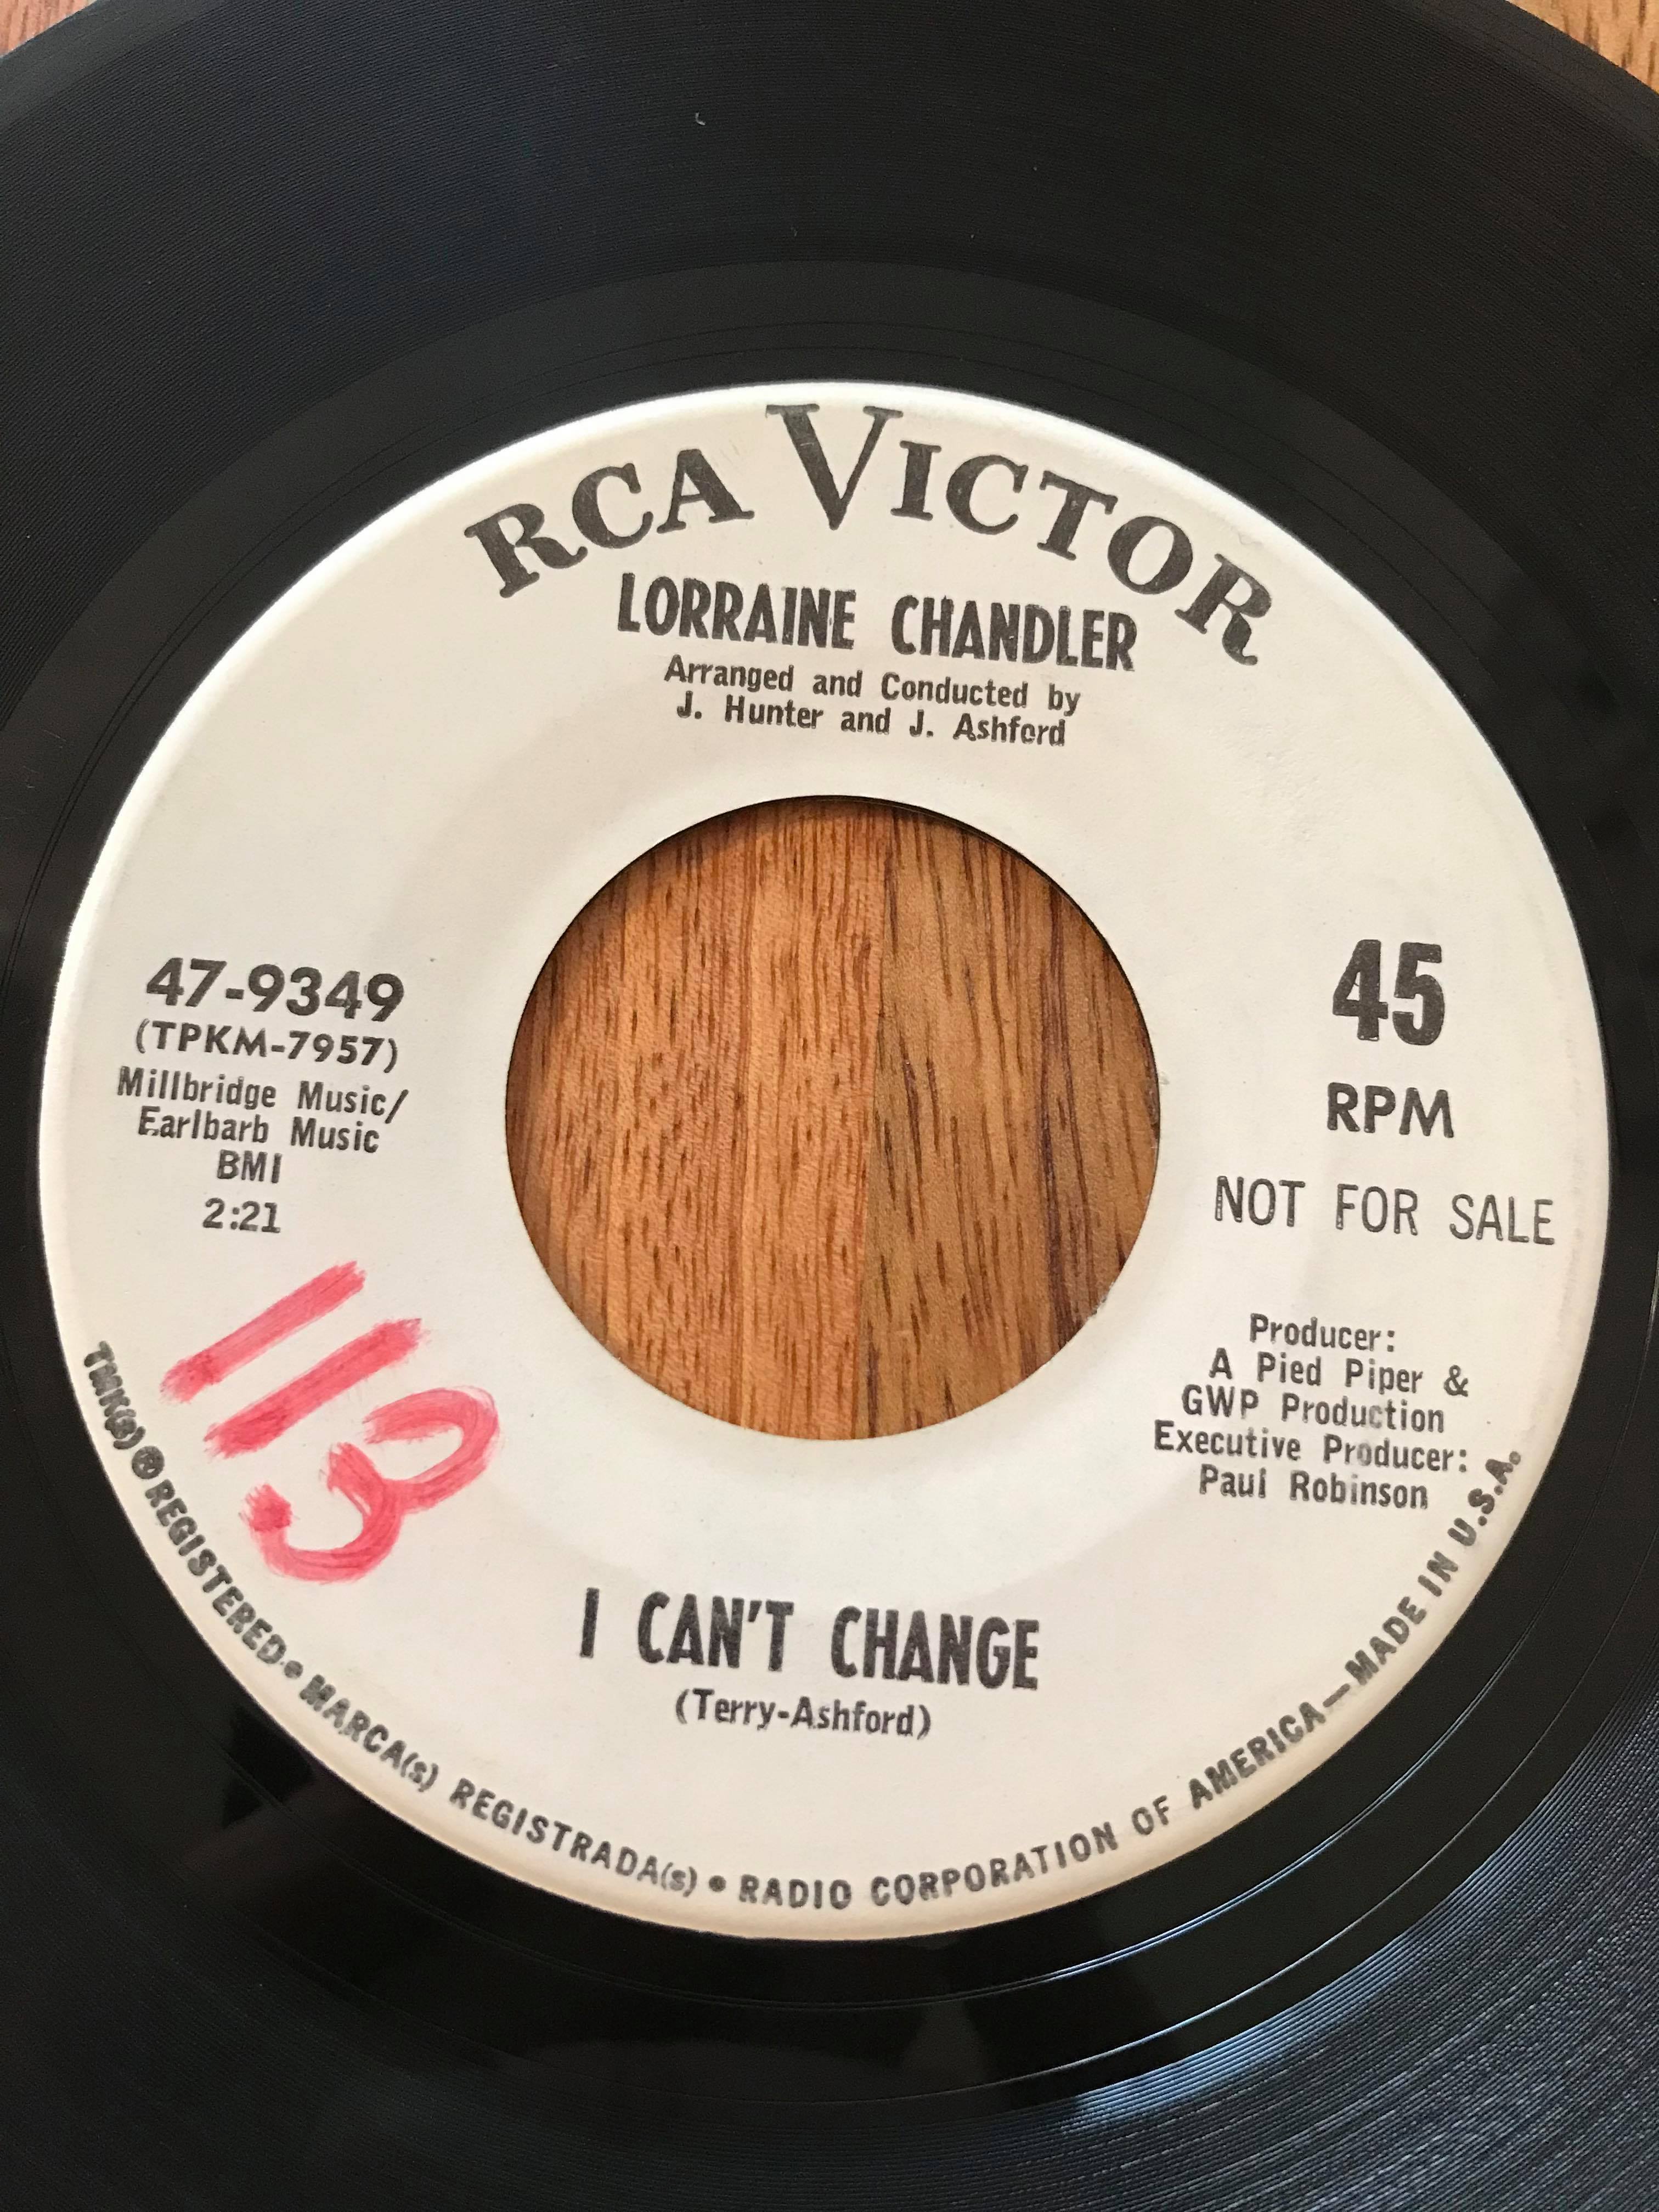 RCA VICTOR
LORRAINE CHANDLER
Arranged and Conducted by
J. Hunter and J. Ashford
47-9349
(TPKM-7957)
Millbridge Music/
Earlbarb Music
BMI
2:21
113
45
RPM
NOT FOR SALE
Producer:
A Pied Piper &
GWP Production
Executive Producer:
Paul Robinson
I CAN'T CHANGE
(Terry-Ashford)
TMK(s) ® REGISTERED • MARCA(s) REGISTRADA(s) • RADIO CORPORATION OF AMERICA—MADE IN U.S.A.